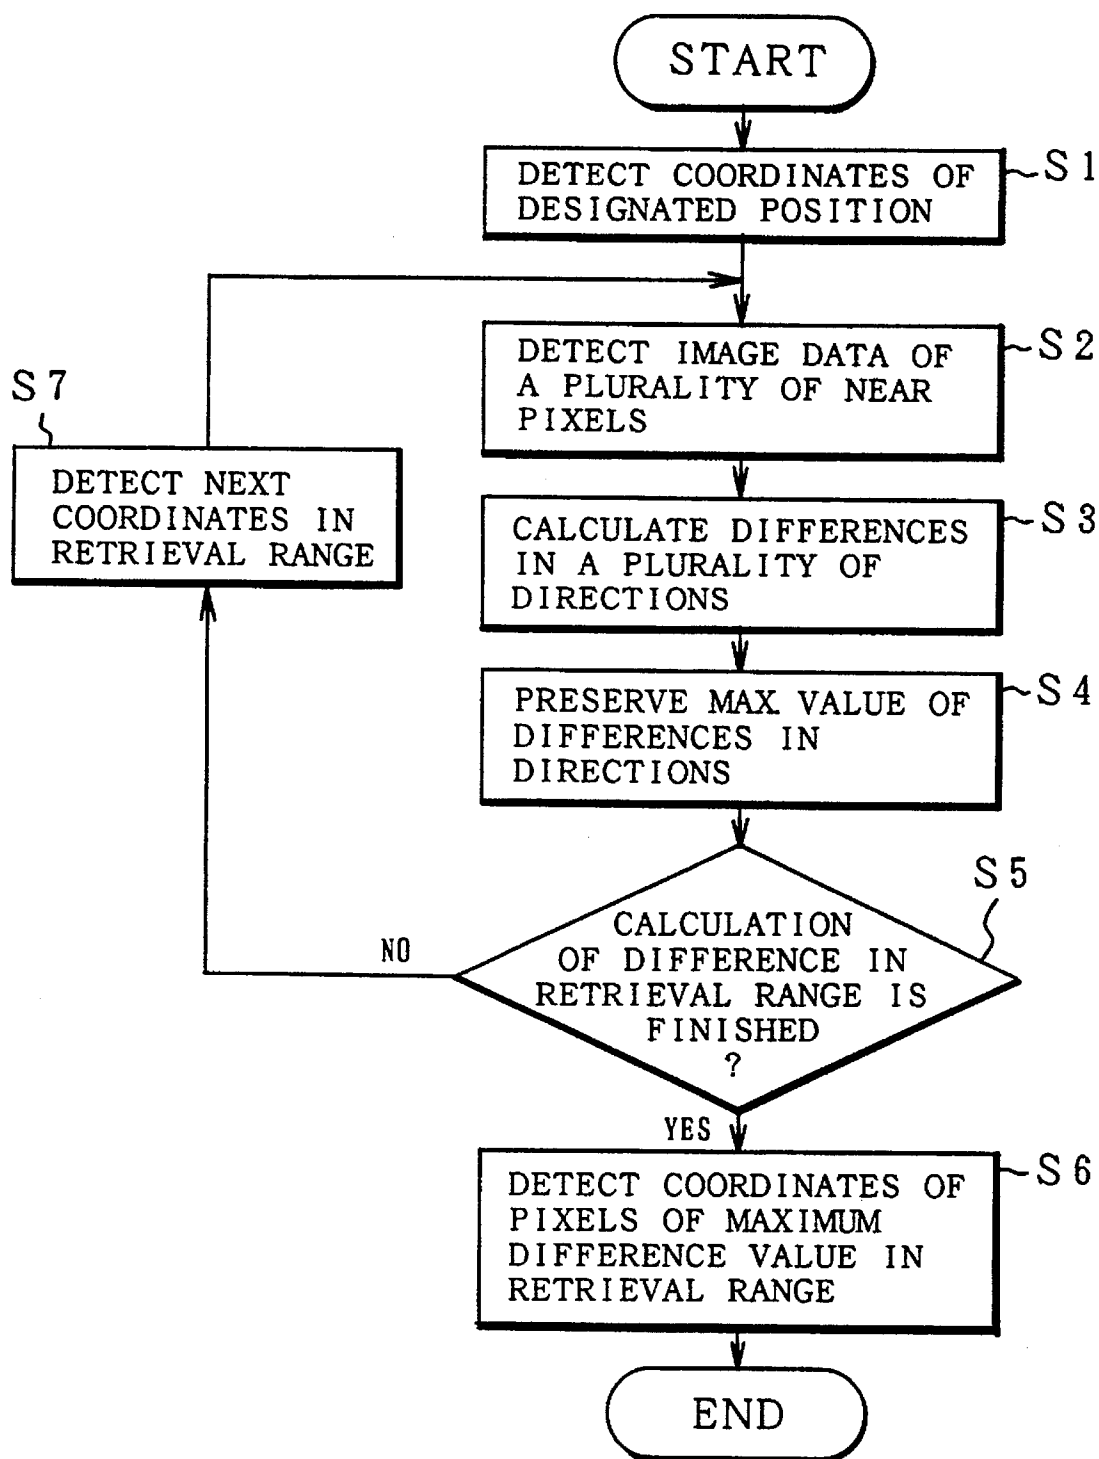 START
DETECT COORDINATES OF
DESIGNATED POSITION
S1
DETECT IMAGE DATA OF
A PLURALITY OF NEAR
PIXELS
S2
S7
DETECT NEXT
COORDINATES IN
RETRIEVAL RANGE
CALCULATE DIFFERENCES
IN A PLURALITY OF
DIRECTIONS
S3
PRESERVE MAX. VALUE OF
DIFFERENCES IN
DIRECTIONS
S4
S5
CALCULATION
OF DIFFERENCE IN
RETRIEVAL RANGE IS
FINISHED
?
NO
YES
DETECT COORDINATES OF
PIXELS OF MAXIMUM
DIFFERENCE VALUE IN
RETRIEVAL RANGE
S6
END